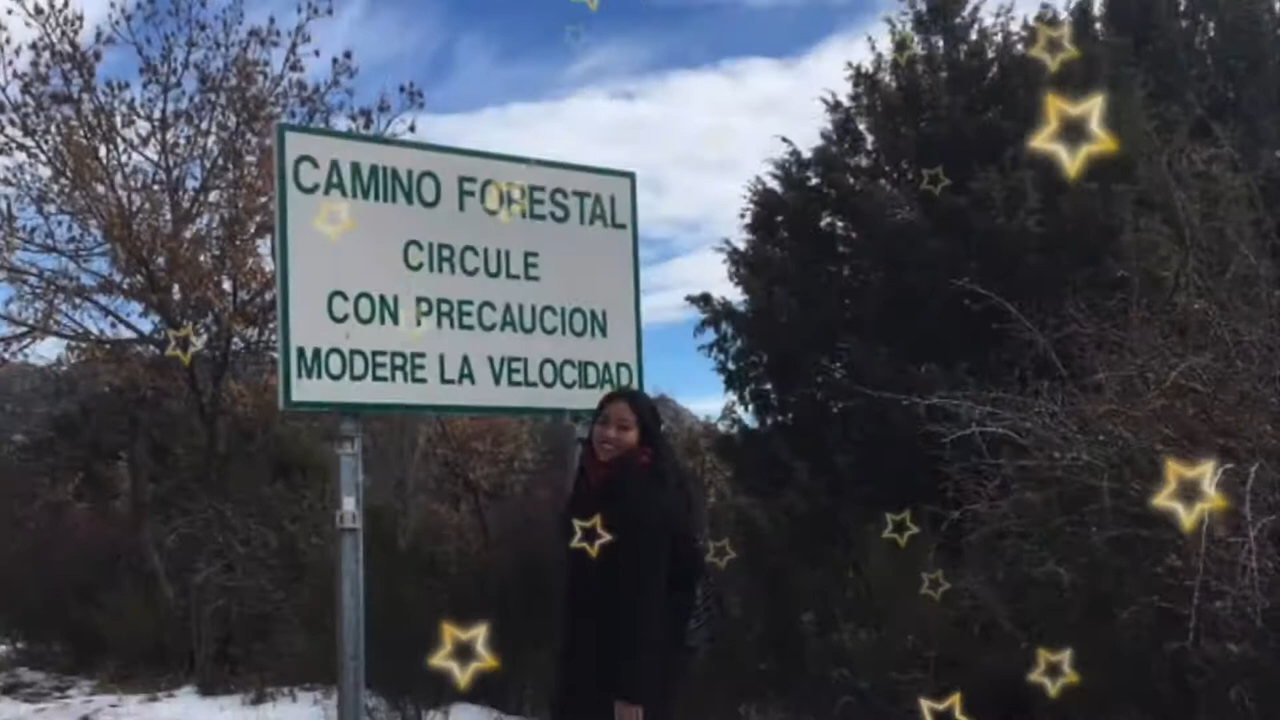 CAMINO FORESTAL
CIRCULE
CON PRECAUCION
MODERE LA VELOCIDAD